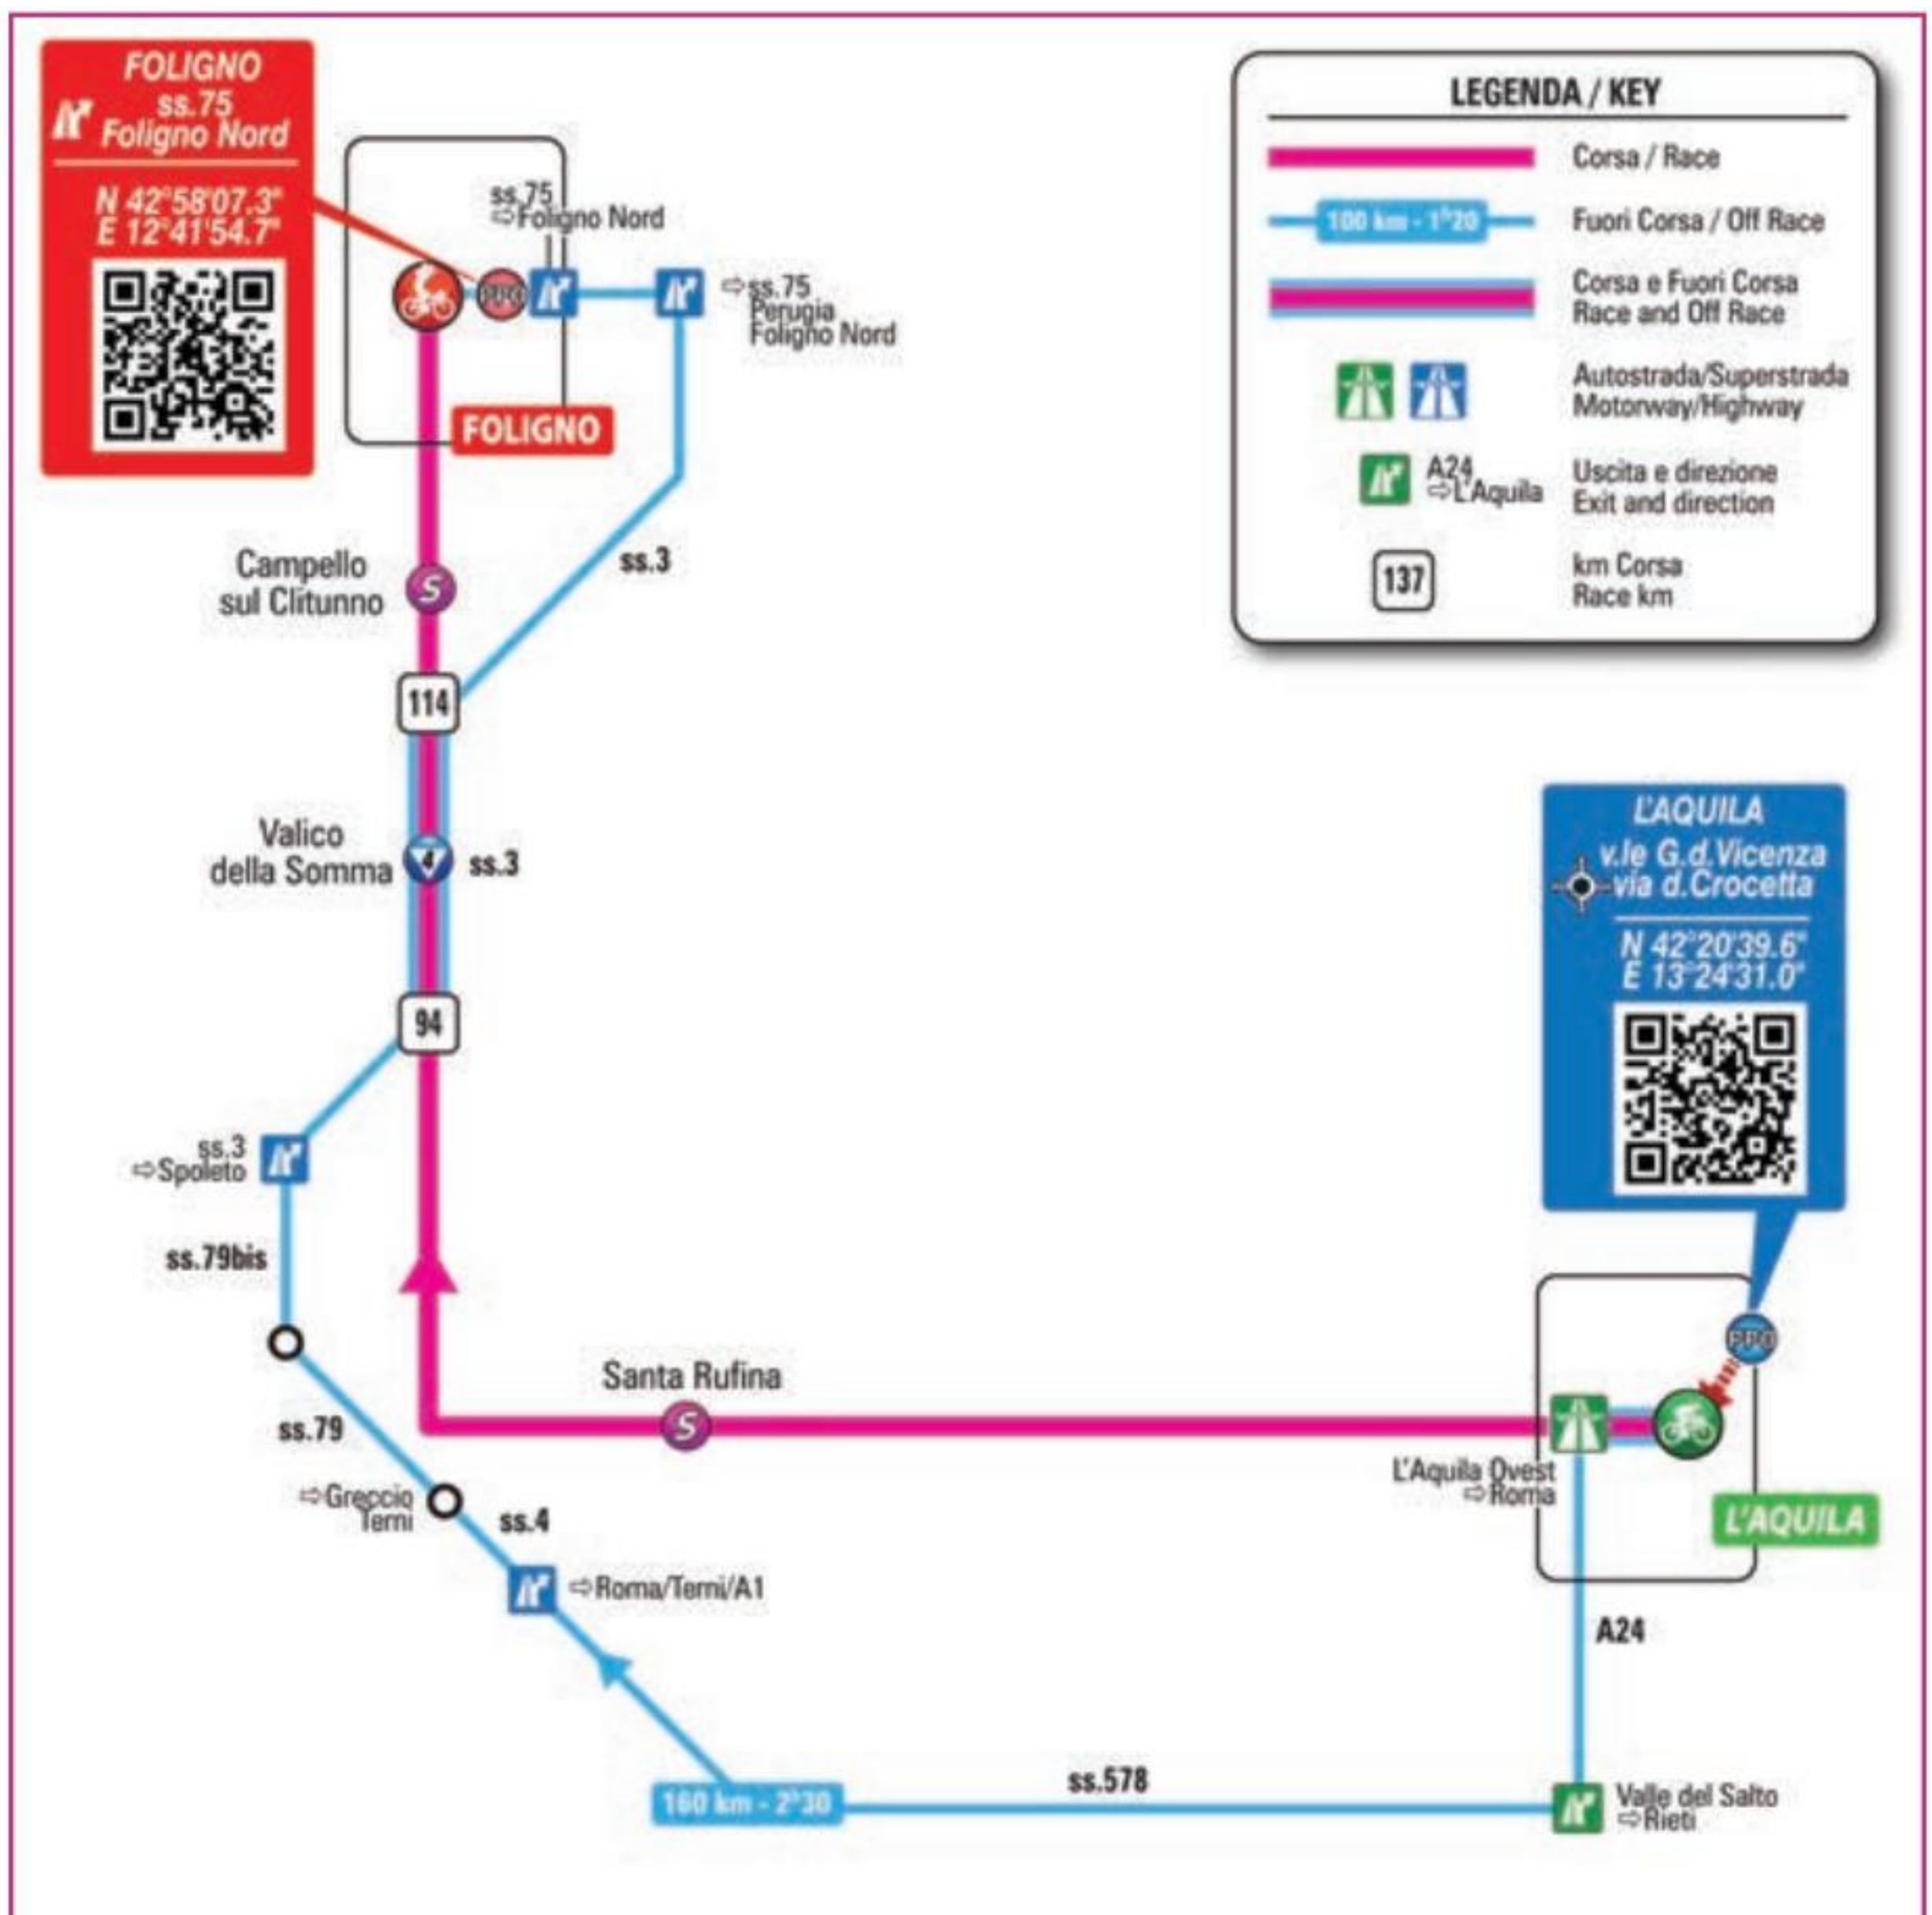 FOLIGNO
ss.75
Foligno Nord
N 42°58'07.3"
E 12°41'54.7"
ss.75
⇨Foligno Nord
PPO
⇨ss.75
Perugia
Foligno Nord
FOLIGNO
LEGENDA / KEY
Corsa / Race
100 km - 1h20
Fuori Corsa / Off Race
Corsa e Fuori Corsa
Race and Off Race
Autostrada/Superstrada
Motorway/Highway
A24
⇨L'Aquila
Uscita e direzione
Exit and direction
137
km Corsa
Race km
Campello
sul Clitunno
S
ss.3
114
Valico
della Somma
4
ss.3
94
ss.3
⇨Spoleto
ss.79bis
ss.79
⇨Greccio
Terni
ss.4
⇨Roma/Terni/A1
Santa Rufina
S
L'AQUILA
v.le G.d.Vicenza
via d.Crocetta
N 42°20'39.6"
E 13°24'31.0"
PPO
L'Aquila Ovest
⇨Roma
L'AQUILA
A24
160 km - 2h30
ss.578
Valle del Salto
⇨Rieti